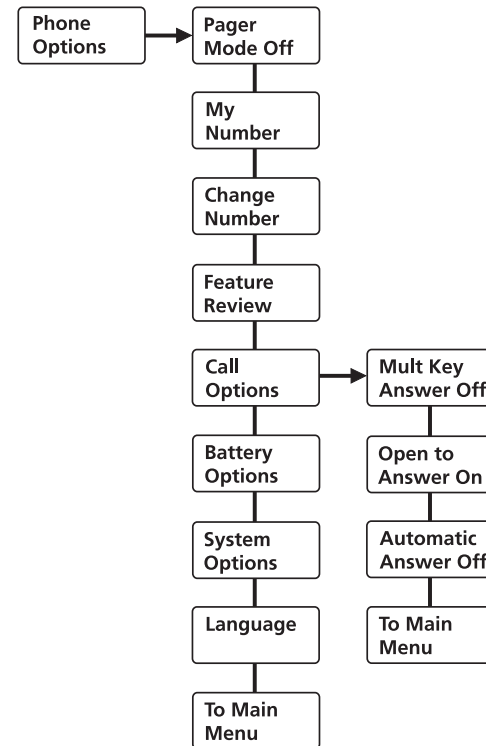 Phone
Options
Pager
Mode Off
My
Number
Change
Number
Feature
Review
Call
Options
Mult Key
Answer Off
Battery
Options
Open to
Answer On
System
Options
Automatic
Answer Off
Language
To Main
Menu
To Main
Menu